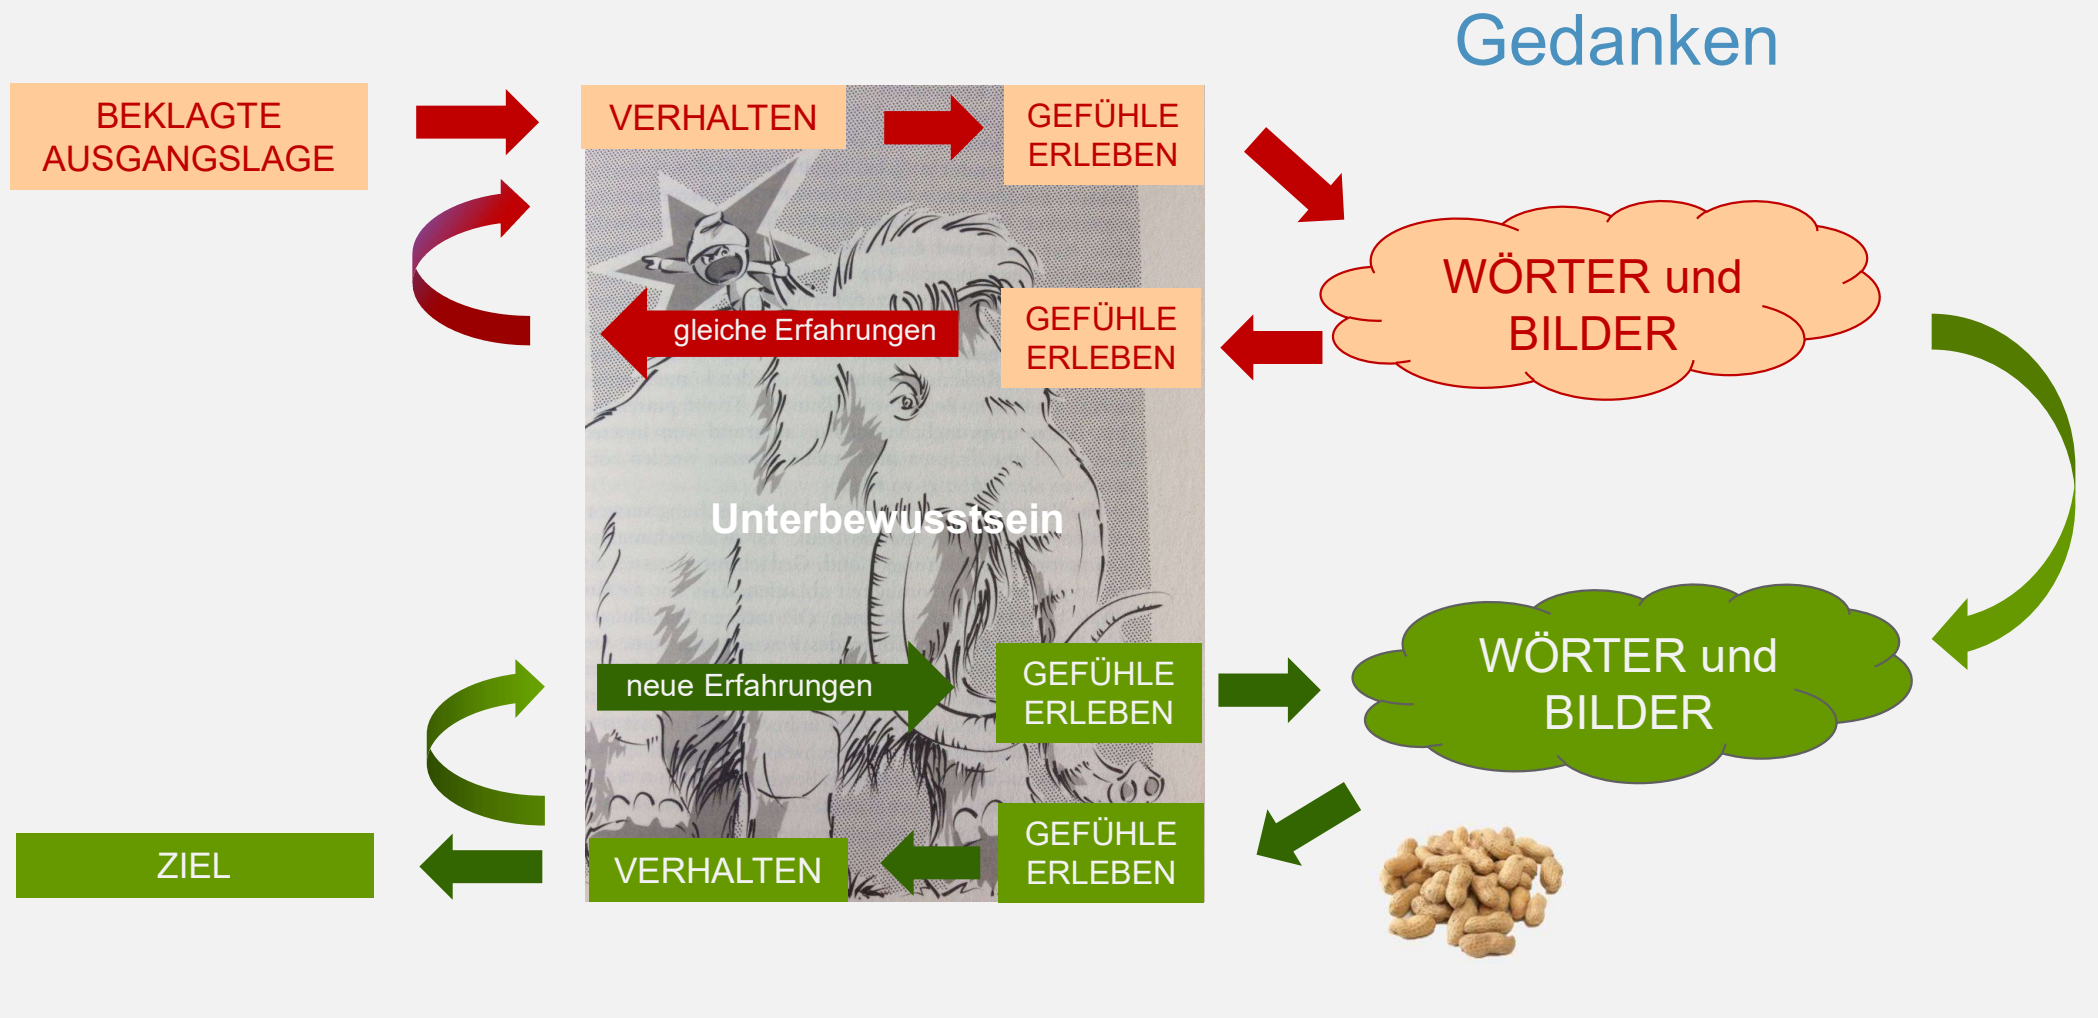 Gedanken
BEKLAGTE
AUSGANGSLAGE
VERHALTEN
GEFÜHLE
ERLEBEN
WÖRTER und
BILDER
gleiche Erfahrungen
GEFÜHLE
ERLEBEN
Unterbewusstsein
neue Erfahrungen
GEFÜHLE
ERLEBEN
WÖRTER und
BILDER
ZIEL
VERHALTEN
GEFÜHLE
ERLEBEN